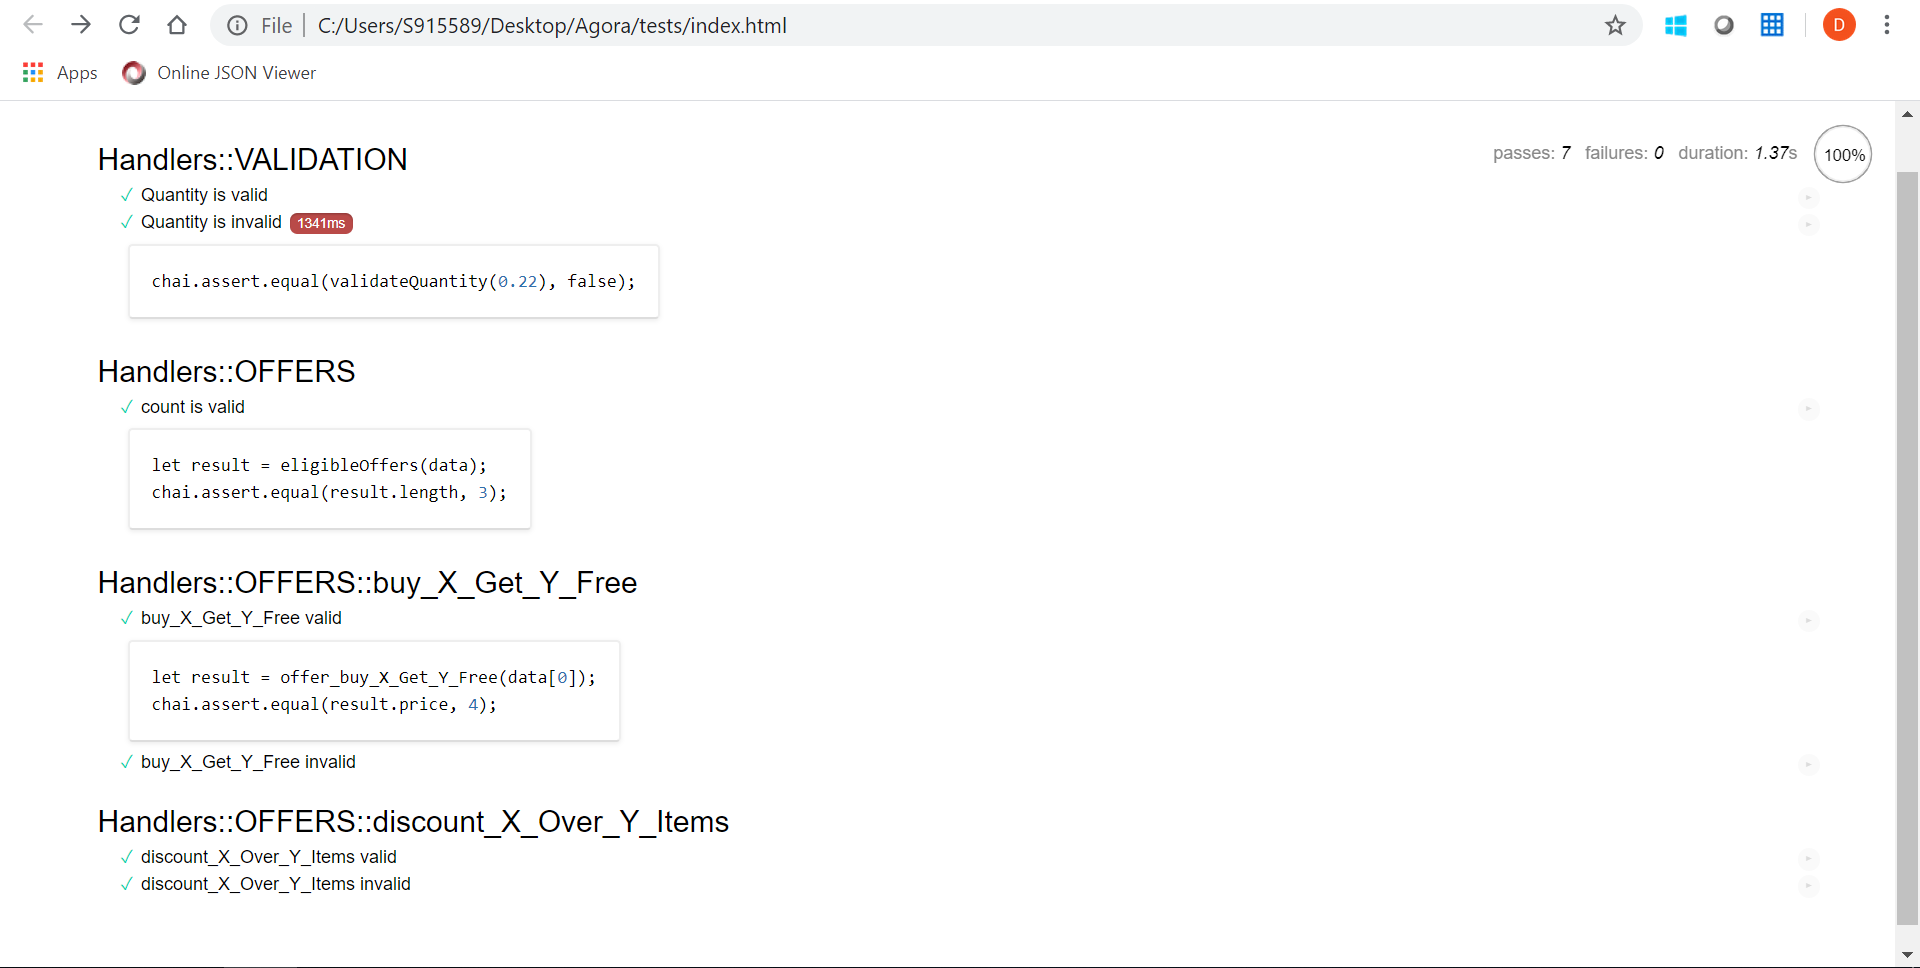 File C:/Users/S915589/Desktop/Agora/tests/index.html
D
Apps Online JSON Viewer
passes: 7 failures: 0 duration: 1.37s 100%
Handlers::VALIDATION
✓ Quantity is valid
✓ Quantity is invalid 1341ms
chai.assert.equal(validateQuantity(0.22), false);
Handlers::OFFERS
✓ count is valid
let result = eligibleOffers(data);
chai.assert.equal(result.length, 3);
Handlers::OFFERS::buy_X_Get_Y_Free
✓ buy_X_Get_Y_Free valid
let result = offer_buy_X_Get_Y_Free(data[0]);
chai.assert.equal(result.price, 4);
✓ buy_X_Get_Y_Free invalid
Handlers::OFFERS::discount_X_Over_Y_Items
✓ discount_X_Over_Y_Items valid
✓ discount_X_Over_Y_Items invalid